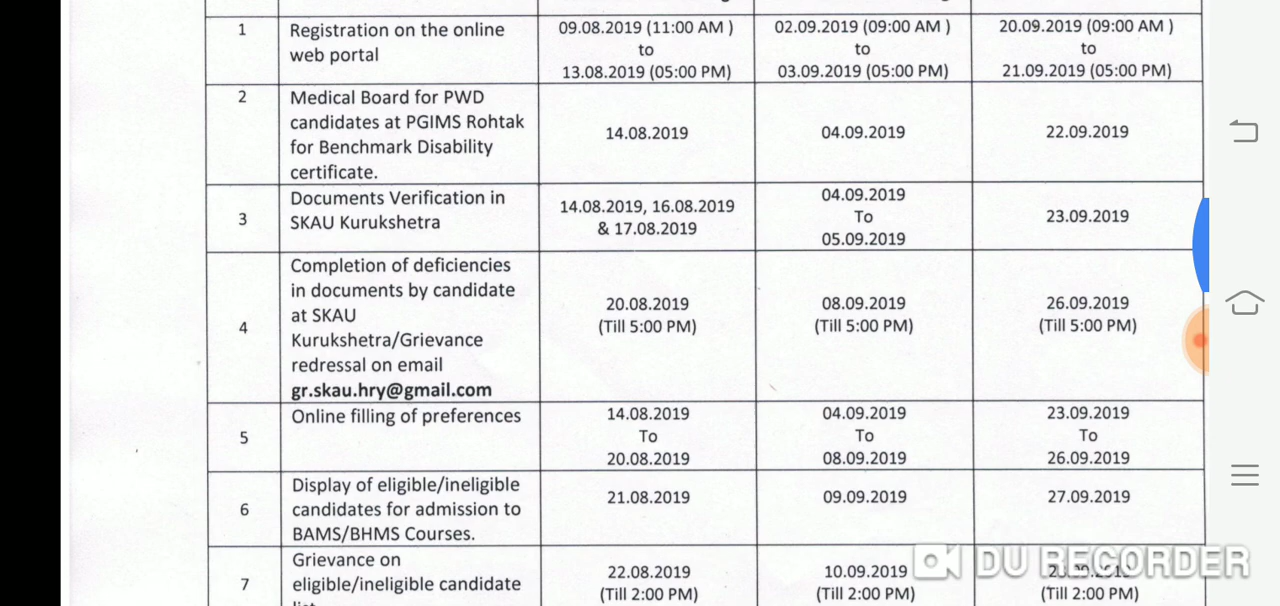 1
Registration on the online
web portal
09.08.2019 (11:00 AM )
to
13.08.2019 (05:00 PM)
02.09.2019 (09:00 AM )
to
03.09.2019 (05:00 PM)
20.09.2019 (09:00 AM )
to
21.09.2019 (05:00 PM)
2
Medical Board for PWD
candidates at PGIMS Rohtak
for Benchmark Disability
certificate.
14.08.2019
04.09.2019
22.09.2019
3
Documents Verification in
SKAU Kurukshetra
14.08.2019, 16.08.2019
& 17.08.2019
04.09.2019
To
05.09.2019
23.09.2019
4
Completion of deficiencies
in documents by candidate
at SKAU
Kurukshetra/Grievance
redressal on email
gr.skau.hry@gmail.com
20.08.2019
(Till 5:00 PM)
08.09.2019
(Till 5:00 PM)
26.09.2019
(Till 5:00 PM)
5
Online filling of preferences
14.08.2019
To
20.08.2019
04.09.2019
To
08.09.2019
23.09.2019
To
26.09.2019
6
Display of eligible/ineligible
candidates for admission to
BAMS/BHMS Courses.
21.08.2019
09.09.2019
27.09.2019
7
Grievance on
eligible/ineligible candidate
22.08.2019
(Till 2:00 PM)
10.09.2019
(Till 2:00 PM)
(Till 2:00 PM)
DU RECORDER